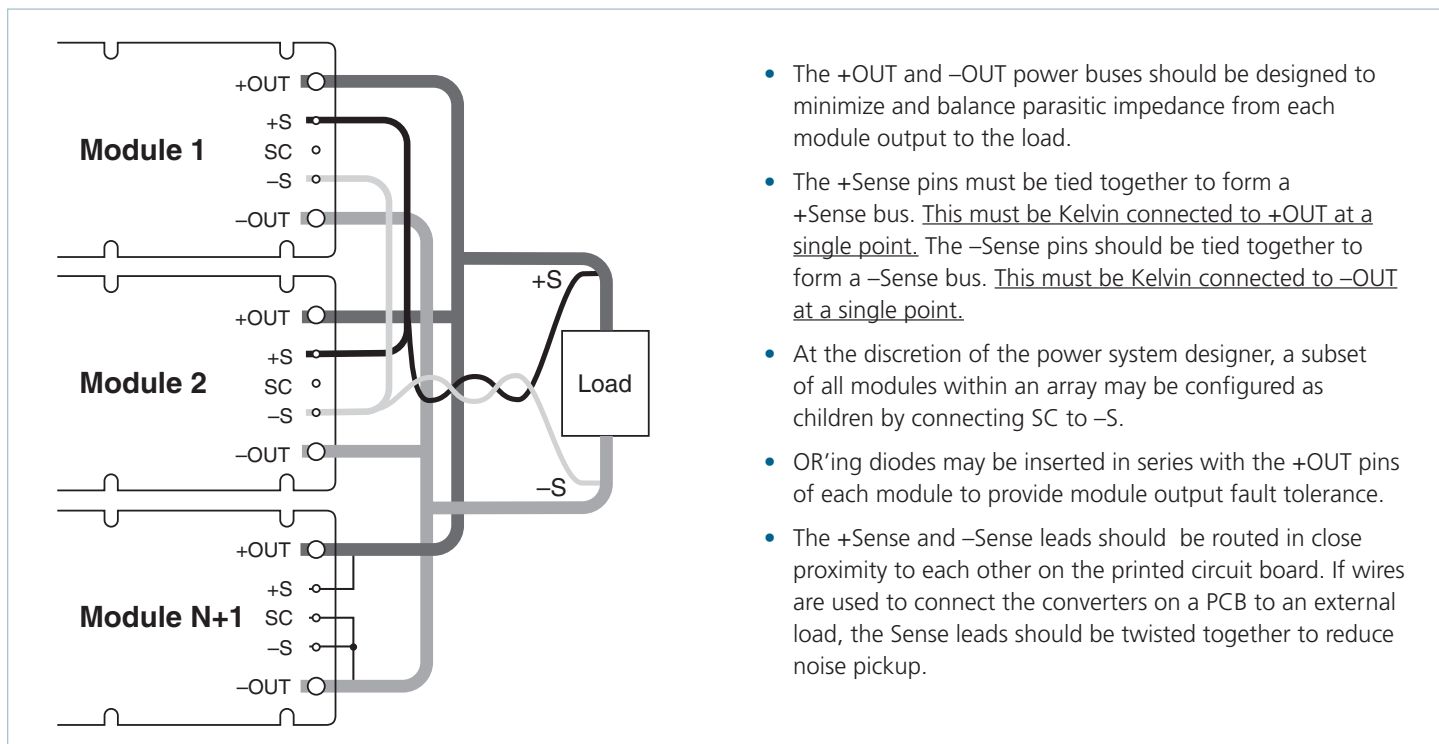 +OUT
+S
Module 1
SC
–S
–OUT
+OUT
+S
Module 2
SC
–S
–OUT
+OUT
+S
Module N+1
SC
–S
–OUT
+S
Load
–S
• The +OUT and –OUT power buses should be designed to
minimize and balance parasitic impedance from each
module output to the load.
• The +Sense pins must be tied together to form a
+Sense bus. This must be Kelvin connected to +OUT at a
single point. The –Sense pins should be tied together to
form a –Sense bus. This must be Kelvin connected to –OUT
at a single point.
• At the discretion of the power system designer, a subset
of all modules within an array may be configured as
children by connecting SC to –S.
• OR’ing diodes may be inserted in series with the +OUT pins
of each module to provide module output fault tolerance.
• The +Sense and –Sense leads should be routed in close
proximity to each other on the printed circuit board. If wires
are used to connect the converters on a PCB to an external
load, the Sense leads should be twisted together to reduce
noise pickup.